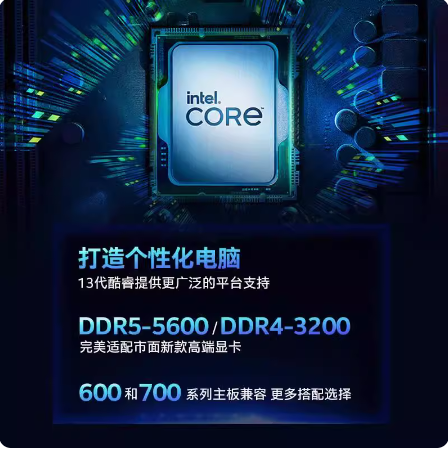 intel.
CORE
打造个性化电脑
13代酷睿提供更广泛的平台支持
DDR5-5600/DDR4-3200
完美适配市面新款高端显卡
600和700系列主板兼容 更多搭配选择